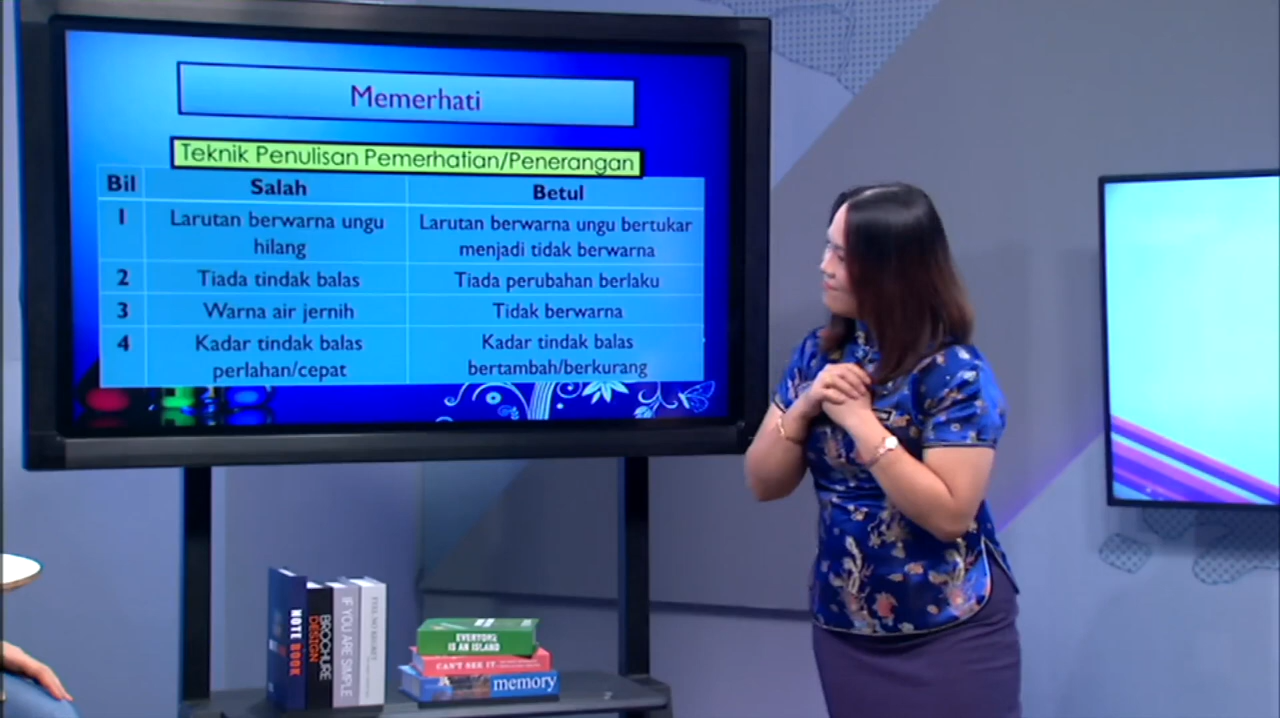 Memerhati
Teknik Penulisan Pemerhatian/Penerangan
Bil Salah Betul
1 Larutan berwarna ungu hilang Larutan berwarna ungu bertukar menjadi tidak berwarna
2 Tiada tindak balas Tiada perubahan berlaku
3 Warna air jernih Tidak berwarna
4 Kadar tindak balas perlahan/cepat Kadar tindak balas bertambah/berkurang
NOTE BOOK
BROCHURE DESIGN
IF YOU ARE SIMPLE
EVERYONE
IS AN ISLAND
CAN'T SEE IT
memory